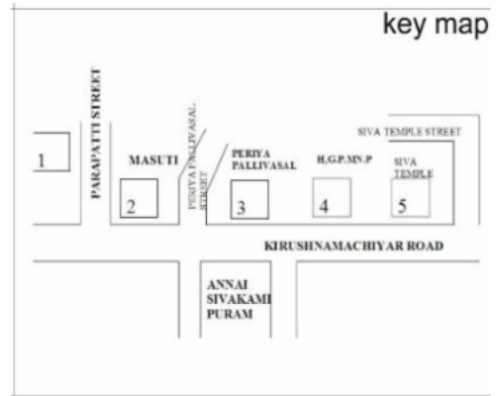 key map
PARAPATTI STREET
PERIYA PALLIVASAL
STREET
SIVA TEMPLE STREET
1
MASUTI
PERIYA
PALLIVASAL
H,G.P.MN.P
SIVA
TEMPLE
2
3
4
5
KIRUSHNAMACHIYAR ROAD
ANNAI
SIVAKAMI
PURAM